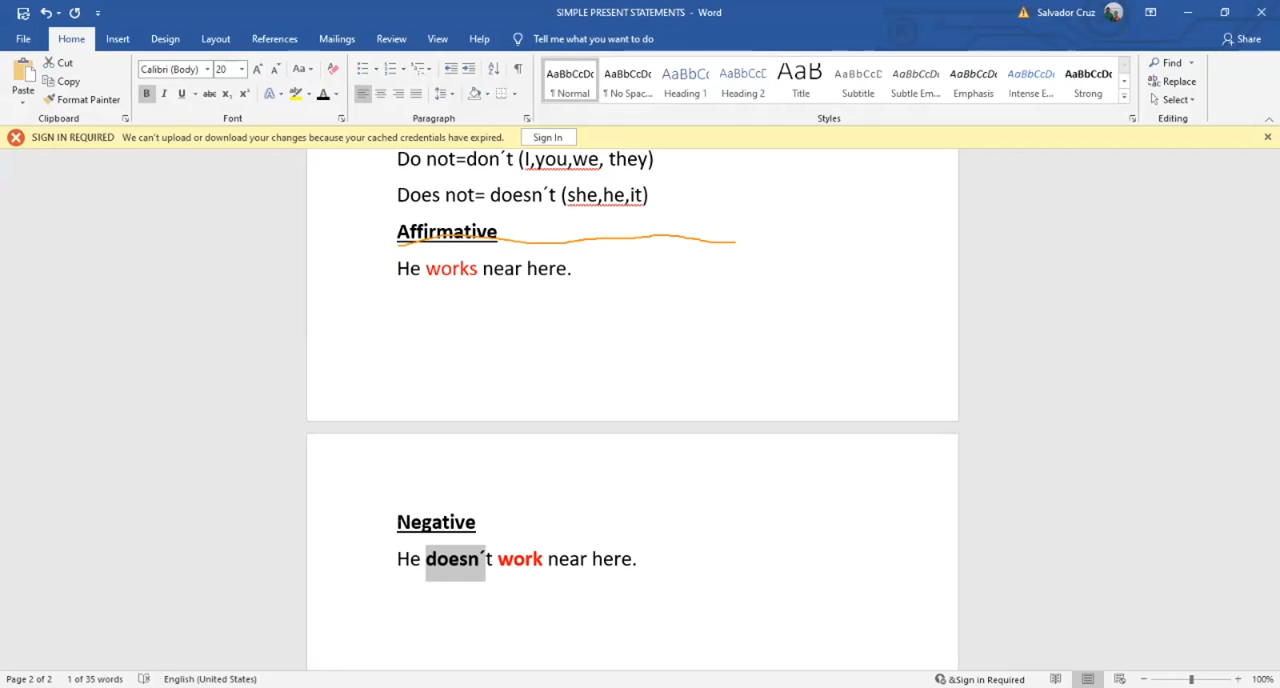 SIMPLE PRESENT STATEMENTS - Word
Salvador Cruz
File Home Insert Design Layout References Mailings Review View Help Tell me what you want to do Share
Paste Cut Copy Format Painter Clipboard
Calibri (Body) 20 Aa B I U abc x₁ x¹ A A Font
Paragraph
AaBbCcDc ¶ Normal
AaBbCcDc ¶ No Spac...
AaBbCc Heading 1
AaBbCcC Heading 2
AaB Title
AaBbCcD Subtitle
AaBbCcDc Subtle Em...
AaBbCcDc Emphasis
AaBbCcDc Intense E...
AaBbCcDc Strong
Styles
Find Replace Select Editing
SIGN IN REQUIRED We can't upload or download your changes because your cached credentials have expired. Sign In
Do not=don´t (I,you,we, they)
Does not= doesn´t (she,he,it)
Affirmative
He works near here.
Negative
He doesn´t work near here.
Page 2 of 2 1 of 35 words English (United States) &Sign in Required 100%